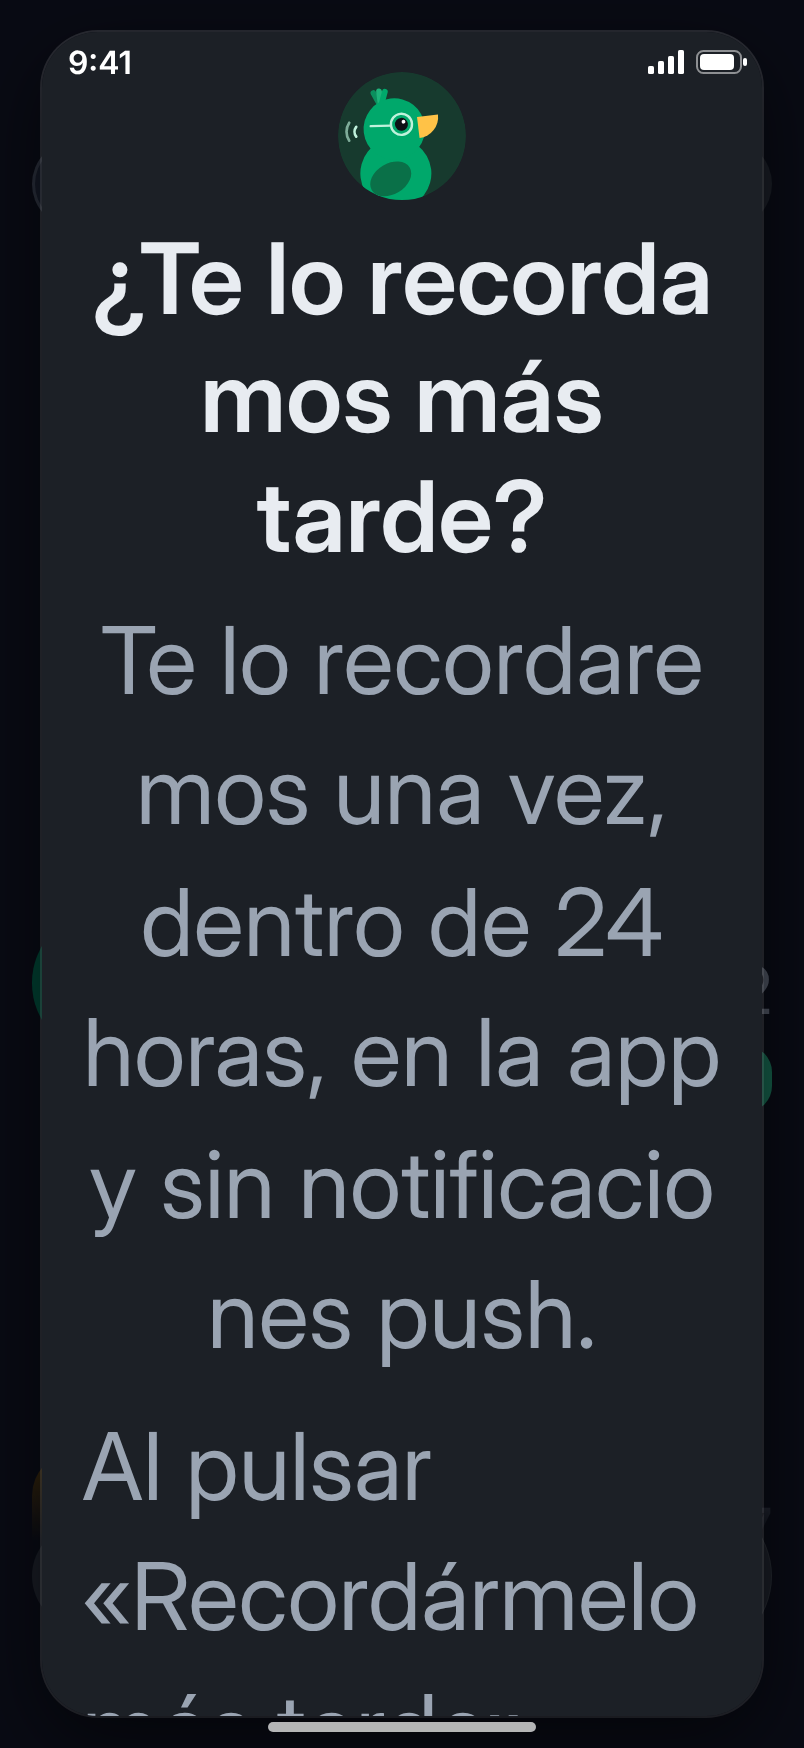 9:41
¿Te lo recorda
mos más
tarde?
Te lo recordare
mos una vez,
dentro de 24
horas, en la app
y sin notificacio
nes push.
Al pulsar
«Recordármelo